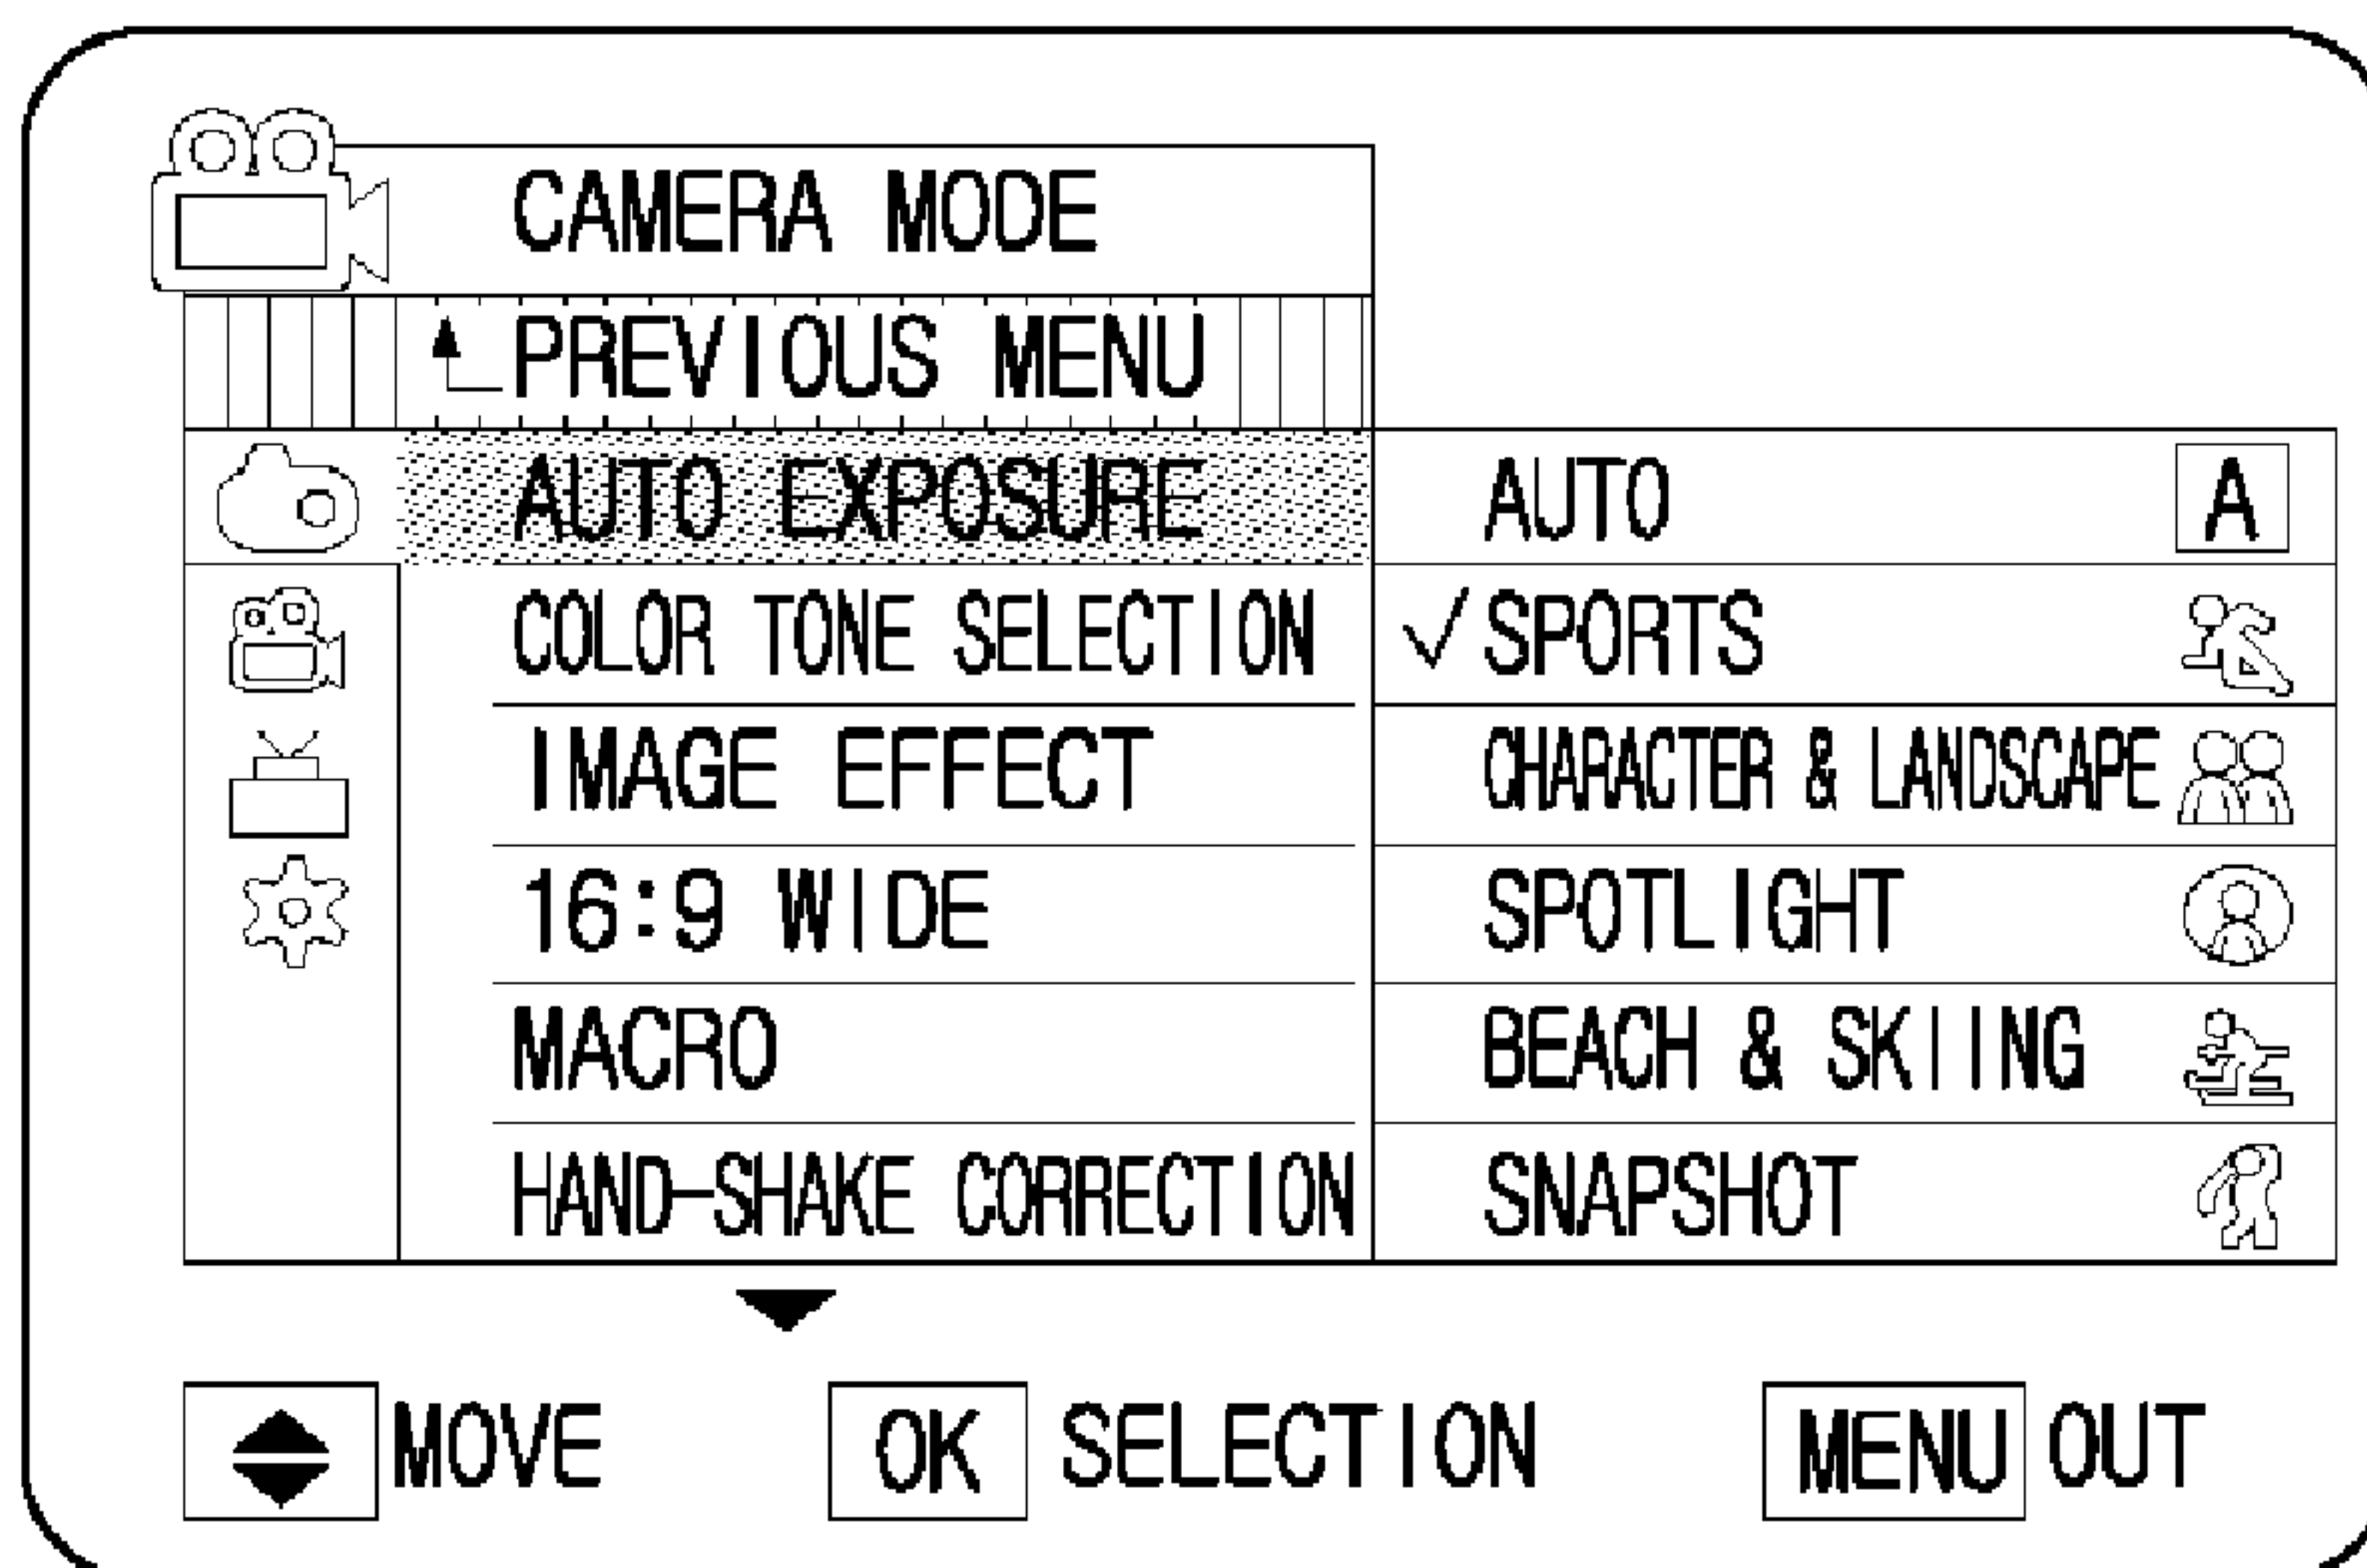 CAMERA MODE
PREVIOUS MENU
AUTO EXPOSURE
COLOR TONE SELECTION
IMAGE EFFECT
16:9 WIDE
MACRO
HAND-SHAKE CORRECTION
AUTO A
SPORTS
CHARACTER & LANDSCAPE
SPOTLIGHT
BEACH & SKIING
SNAPSHOT
MOVE OK SELECTION MENU OUT